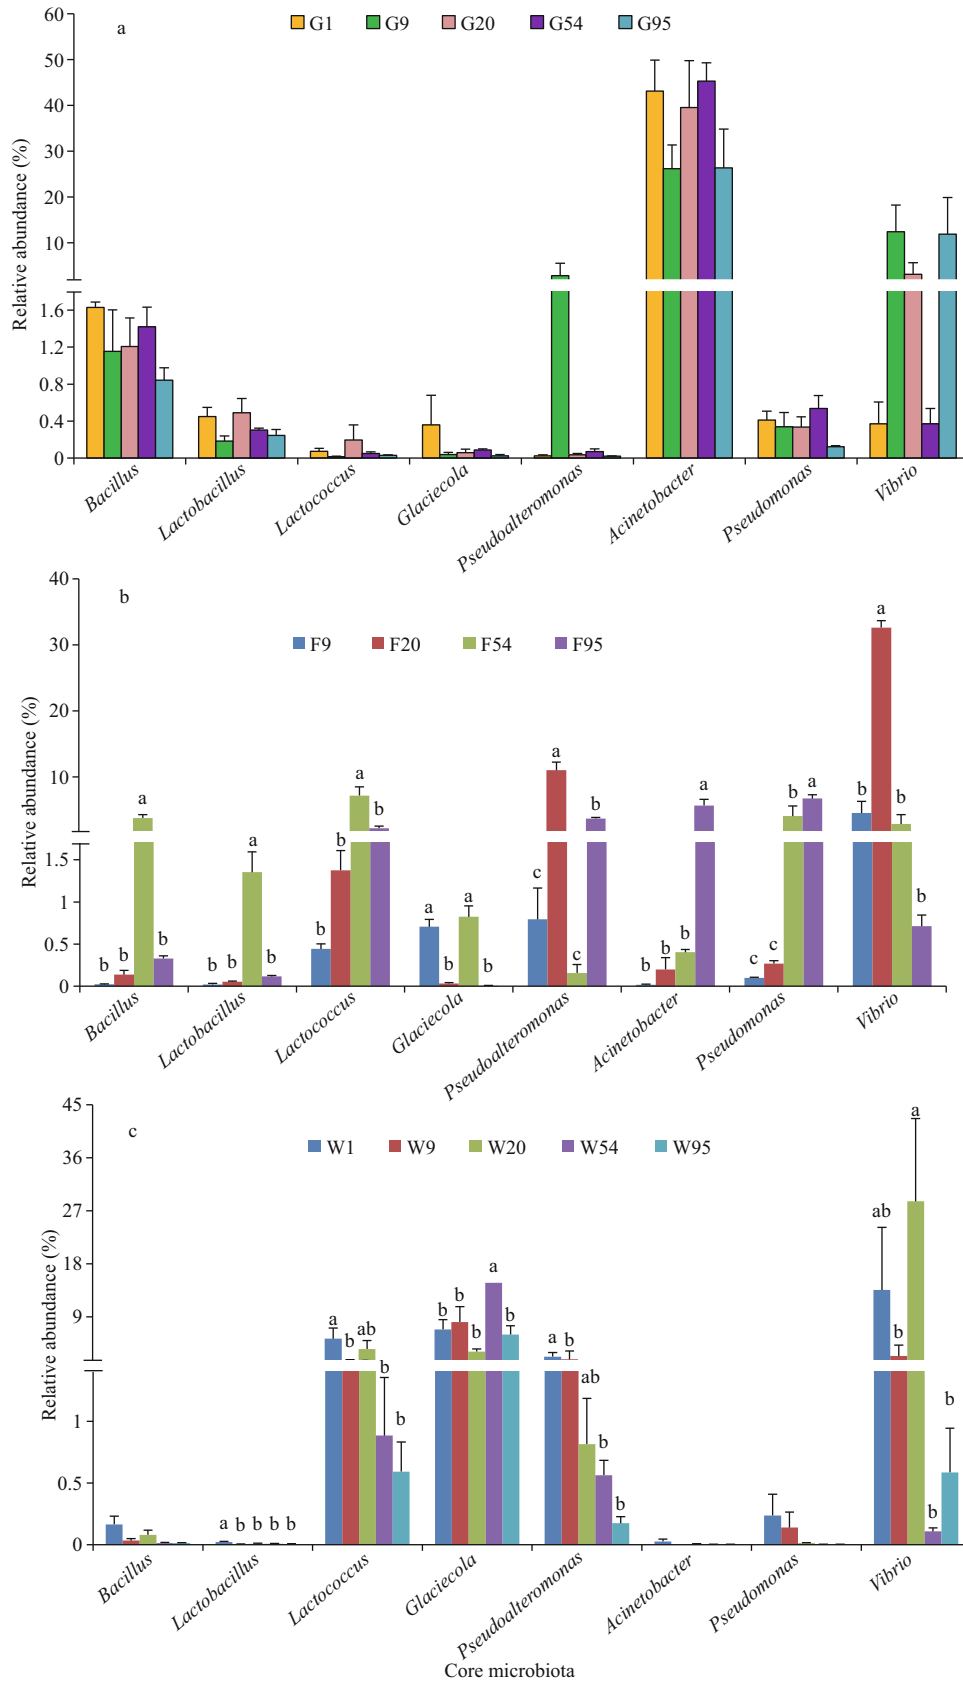 a
G1 G9 G20 G54 G95
Relative abundance (%)
60
50
40
30
20
10
1.6
1.2
0.8
0.4
0
Bacillus Lactobacillus Lactococcus Glaciecola Pseudoalteromonas Acinetobacter Pseudomonas Vibrio
b
F9 F20 F54 F95
Relative abundance (%)
40
30
20
10
1.5
1
0.5
0
b b a b
b b a b
b b a b
a b a b
c a c b
b b b a
c c b a
b a b b
Bacillus Lactobacillus Lactococcus Glaciecola Pseudoalteromonas Acinetobacter Pseudomonas Vibrio
c
W1 W9 W20 W54 W95
Relative abundance (%)
45
36
27
18
9
1
0.5
0
a b b b b
a b ab b b
b b b a b
a b ab b b
ab b a b b
Bacillus Lactobacillus Lactococcus Glaciecola Pseudoalteromonas Acinetobacter Pseudomonas Vibrio
Core microbiota